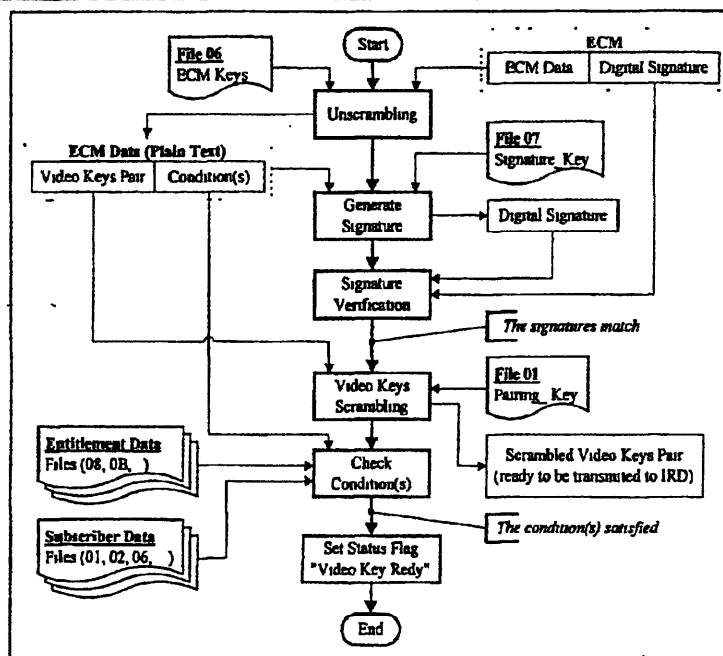 Start
File 06
ECM Keys
ECM
ECM Data
Digital Signature
Unscrambling
ECM Data (Plain Text)
Video Keys Pair
Condition(s)
File 07
Signature_Key
Generate
Signature
Digital Signature
Signature
Verification
The signatures match
Video Keys
Scrambling
File 01
Pairing_Key
Entitlement Data
Files (08, 0B, )
Check
Condition(s)
Scrambled Video Keys Pair
(ready to be transmitted to IRD)
The condition(s) satisfied
Subscriber Data
Files (01, 02, 06, )
Set Status Flag
"Video Key Redy"
End